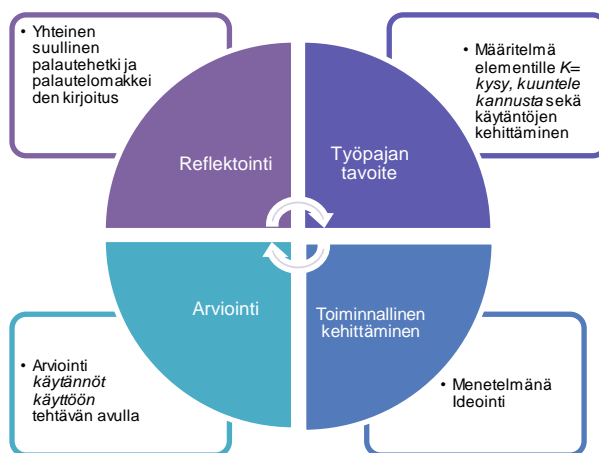 • Yhteinen
suullinen
palautehetki ja
palautelomakkei
den kirjoitus
• Määritelmä
elementille K=
kysy, kuuntele
kannusta sekä
käytäntöjen
kehittäminen
Reflektointi
Työpajan
tavoite
Arviointi
Toiminnallinen
kehittäminen
• Arviointi
käytännöt
käyttöön
tehtävän avulla
• Menetelmänä
Ideointi